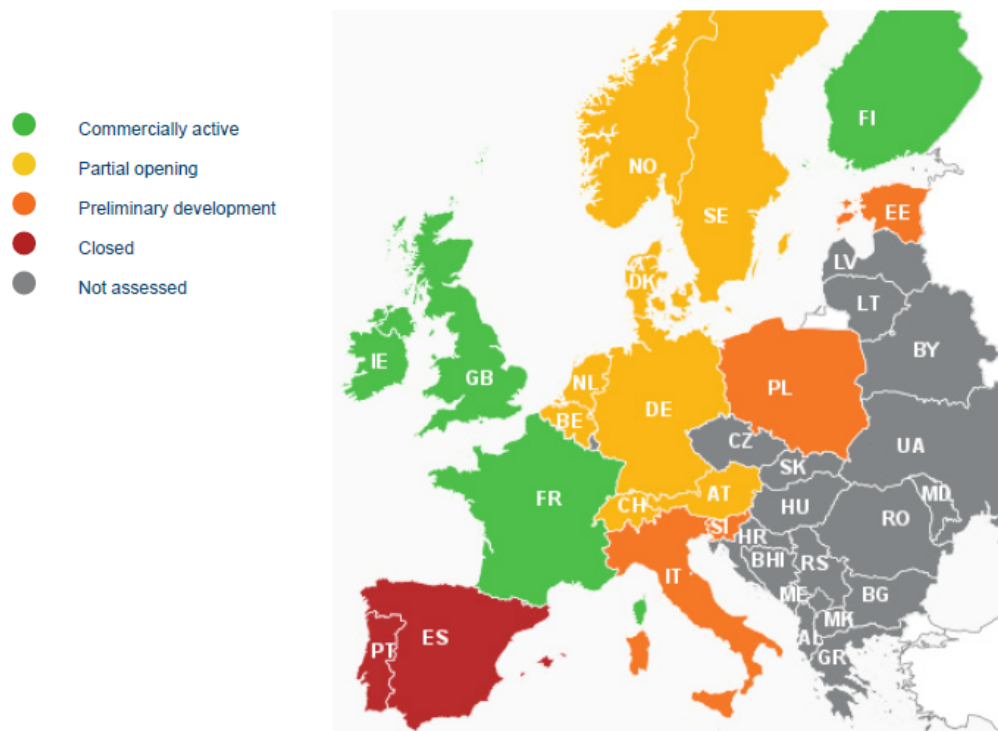 Commercially active
Partial opening
Preliminary development
Closed
Not assessed
FI
NO
EE
SE
LV
DK
LT
BY
IE
GB
NL
PL
DE
BE
CZ
UA
SK
AT
MD
FR
CH
HU
RO
SI
HR
BHI
RS
IT
ME
BG
MK
ES
AL
PT
GR